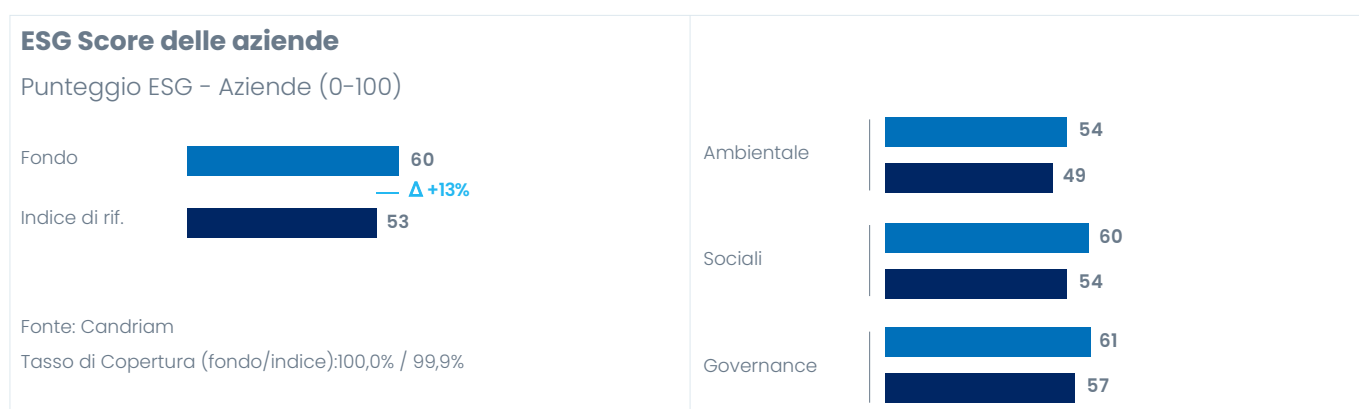 ESG Score delle aziende
Punteggio ESG - Aziende (0-100)
Fondo
60
Δ +13%
Indice di rif.
53
Fonte: Candriam
Tasso di Copertura (fondo/indice):100,0% / 99,9%
Ambientale
54
49
Sociali
60
54
Governance
61
57